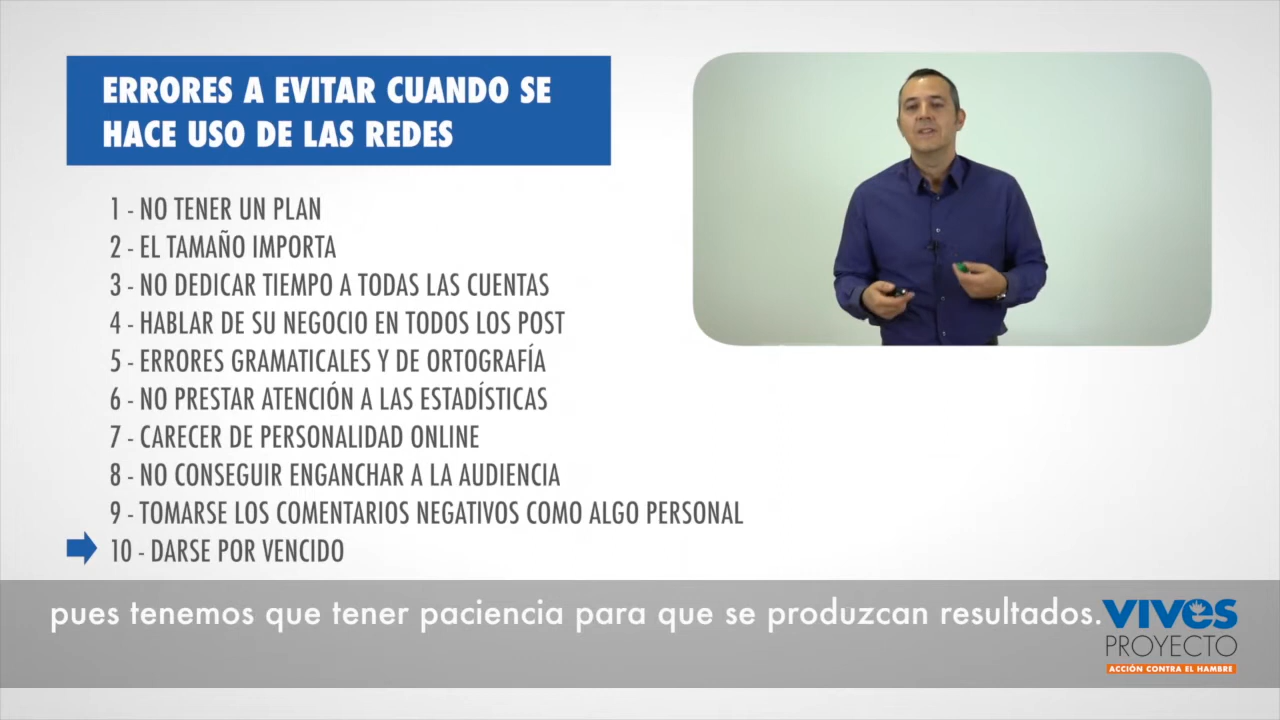 ERRORES A EVITAR CUANDO SE
HACE USO DE LAS REDES
1 - NO TENER UN PLAN
2 - EL TAMAÑO IMPORTA
3 - NO DEDICAR TIEMPO A TODAS LAS CUENTAS
4 - HABLAR DE SU NEGOCIO EN TODOS LOS POST
5 - ERRORES GRAMATICALES Y DE ORTOGRAFÍA
6 - NO PRESTAR ATENCIÓN A LAS ESTADÍSTICAS
7 - CARECER DE PERSONALIDAD ONLINE
8 - NO CONSEGUIR ENGANCHAR A LA AUDIENCIA
9 - TOMARSE LOS COMENTARIOS NEGATIVOS COMO ALGO PERSONAL
10 - DARSE POR VENCIDO
pues tenemos que tener paciencia para que se produzcan resultados.
VIVES
PROYECTO
ACCIÓN CONTRA EL HAMBRE